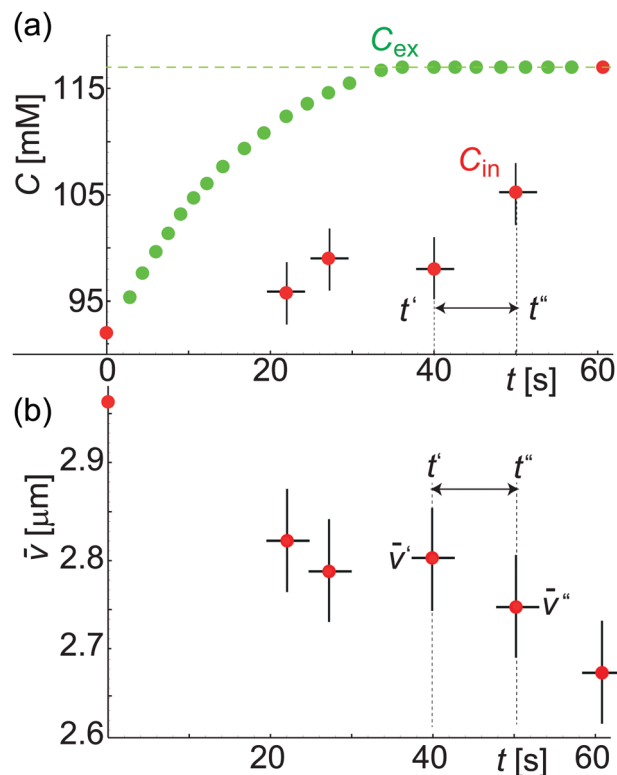 (a)
C [mM]
115
105
95
C_ex
C_in
t‘
t“
0
20
40
t [s]
60
(b)
v̄ [μm]
2.9
2.8
2.7
2.6
t‘
t“
v̄‘
v̄“
20
40
t [s]
60